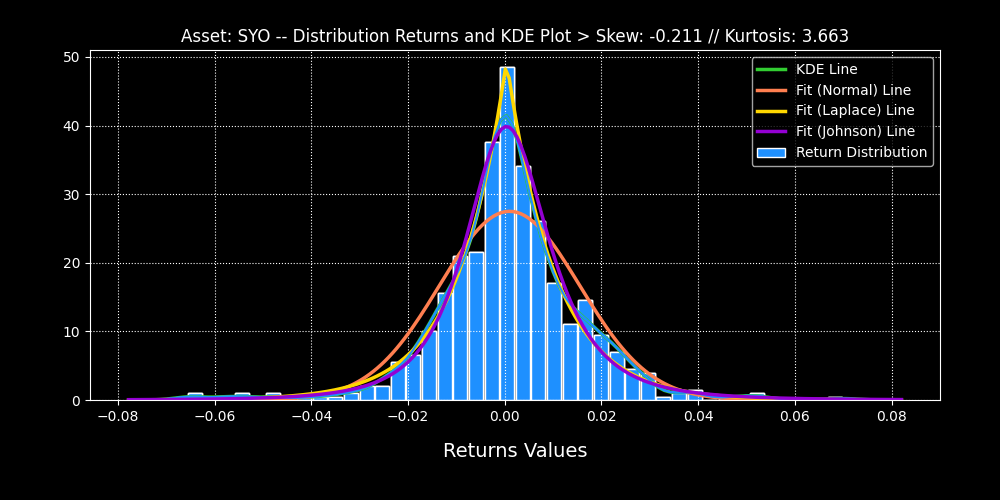 Asset: SYO -- Distribution Returns and KDE Plot > Skew: -0.211 // Kurtosis: 3.663
50
40
30
20
10
0
KDE Line
Fit (Normal) Line
Fit (Laplace) Line
Fit (Johnson) Line
Return Distribution
−0.08 −0.06 −0.04 −0.02 0.00 0.02 0.04 0.06 0.08
Returns Values